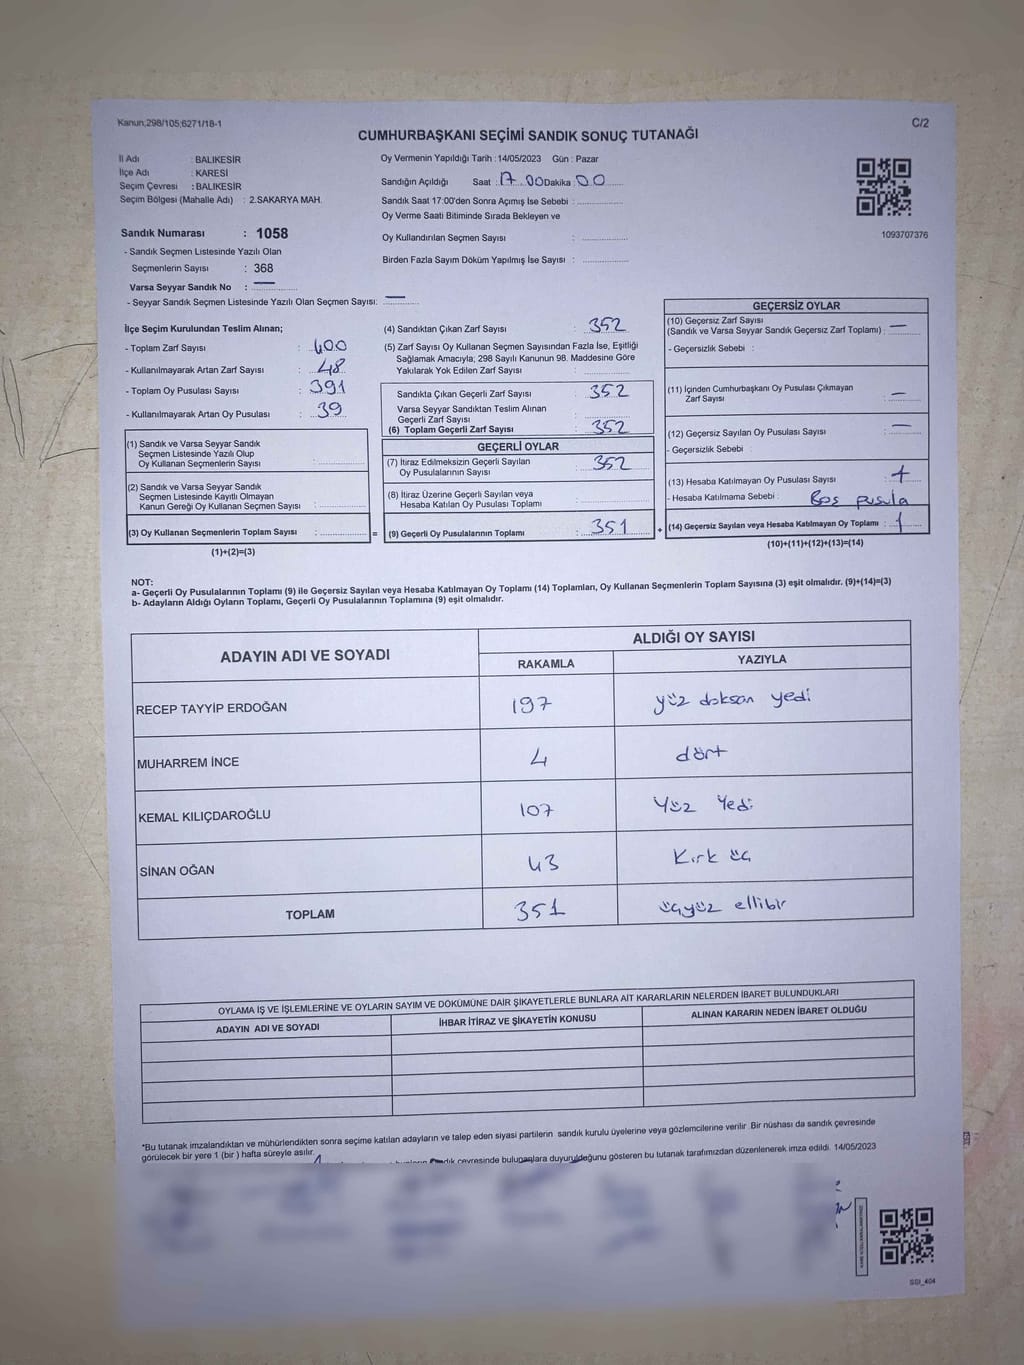 Kanun;298/105;6271/18-1
C/2
CUMHURBAŞKANI SEÇİMİ SANDIK SONUÇ TUTANAĞI
İl Adı : BALIKESİR
İlçe Adı : KARESİ
Seçim Çevresi : BALIKESİR
Seçim Bölgesi (Mahalle Adı) : 2.SAKARYA MAH.
Sandık Numarası : 1058
- Sandık Seçmen Listesinde Yazılı Olan
Seçmenlerin Sayısı : 368
Varsa Seyyar Sandık No : —
- Seyyar Sandık Seçmen Listesinde Yazılı Olan Seçmen Sayısı: —
Oy Vermenin Yapıldığı Tarih : 14/05/2023 Gün : Pazar
Sandığın Açıldığı Saat : 17.00 Dakika : 00
Sandık Saat 17:00'den Sonra Açımış İse Sebebi :
Oy Verme Saati Bitiminde Sırada Bekleyen ve
Oy Kullandırılan Seçmen Sayısı :
Birden Fazla Sayım Döküm Yapılmış İse Sayısı :
1093707376
İlçe Seçim Kurulundan Teslim Alınan;
- Toplam Zarf Sayısı : 400
- Kullanılmayarak Artan Zarf Sayısı : 48
- Toplam Oy Pusulası Sayısı : 391
- Kullanılmayarak Artan Oy Pusulası : 39
(1) Sandık ve Varsa Seyyar Sandık
Seçmen Listesinde Yazılı Olup
Oy Kullanan Seçmenlerin Sayısı :
(2) Sandık ve Varsa Seyyar Sandık
Seçmen Listesinde Kayıtlı Olmayan
Kanun Gereği Oy Kullanan Seçmen Sayısı :
(3) Oy Kullanan Seçmenlerin Toplam Sayısı : =
(1)+(2)=(3)
(4) Sandıktan Çıkan Zarf Sayısı : 352
(5) Zarf Sayısı Oy Kullanan Seçmen Sayısından Fazla İse, Eşitliği
Sağlamak Amacıyla; 298 Sayılı Kanunun 98. Maddesine Göre
Yakılarak Yok Edilen Zarf Sayısı :
Sandıkta Çıkan Geçerli Zarf Sayısı : 352
Varsa Seyyar Sandıktan Teslim Alınan
Geçerli Zarf Sayısı :
(6) Toplam Geçerli Zarf Sayısı : 352
GEÇERLİ OYLAR
(7) İtiraz Edilmeksizin Geçerli Sayılan
Oy Pusulalarının Sayısı : 352
(8) İtiraz Üzerine Geçerli Sayılan veya
Hesaba Katılan Oy Pusulası Toplamı :
(9) Geçerli Oy Pusulalarının Toplamı : 351 +
GEÇERSİZ OYLAR
(10) Geçersiz Zarf Sayısı
(Sandık ve Varsa Seyyar Sandık Geçersiz Zarf Toplamı) : —
- Geçersizlik Sebebi :
(11) İçinden Cumhurbaşkanı Oy Pusulası Çıkmayan
Zarf Sayısı : —
(12) Geçersiz Sayılan Oy Pusulası Sayısı : —
- Geçersizlik Sebebi :
(13) Hesaba Katılmayan Oy Pusulası Sayısı : 1
- Hesaba Katılmama Sebebi : Boş pusula
(14) Geçersiz Sayılan veya Hesaba Katılmayan Oy Toplamı : 1
(10)+(11)+(12)+(13)=(14)
NOT:
a- Geçerli Oy Pusulalarının Toplamı (9) ile Geçersiz Sayılan veya Hesaba Katılmayan Oy Toplamı (14) Toplamları, Oy Kullanan Seçmenlerin Toplam Sayısına (3) eşit olmalıdır. (9)+(14)=(3)
b- Adayların Aldığı Oyların Toplamı, Geçerli Oy Pusulalarının Toplamına (9) eşit olmalıdır.
ADAYIN ADI VE SOYADI
ALDIĞI OY SAYISI
RAKAMLA YAZIYLA
RECEP TAYYİP ERDOĞAN 197 yüz doksan yedi
MUHARREM İNCE 4 dört
KEMAL KILIÇDAROĞLU 107 Yüz Yedi
SİNAN OĞAN 43 Kırk üç
TOPLAM 351 üçyüz ellibir
OYLAMA İŞ VE İŞLEMLERİNE VE OYLARIN SAYIM VE DÖKÜMÜNE DAİR ŞİKAYETLERLE BUNLARA AİT KARARLARIN NELERDEN İBARET BULUNDUKLARI
ADAYIN ADI VE SOYADI İHBAR İTİRAZ VE ŞİKAYETİN KONUSU ALINAN KARARIN NEDEN İBARET OLDUĞU
*Bu tutanak imzalandıktan ve mühürlendikten sonra seçime katılan adayların ve talep eden siyasi partilerin sandık kurulu üyelerine veya gözlemcilerine verilir. Bir nüshası da sandık çevresinde
görülecek bir yere 1 (bir ) hafta süreyle asılır.
çevresinde bulunanlara duyurulduğunu gösteren bu tutanak tarafımızdan düzenlenerek imza edildi. 14/05/2023
SSI_404